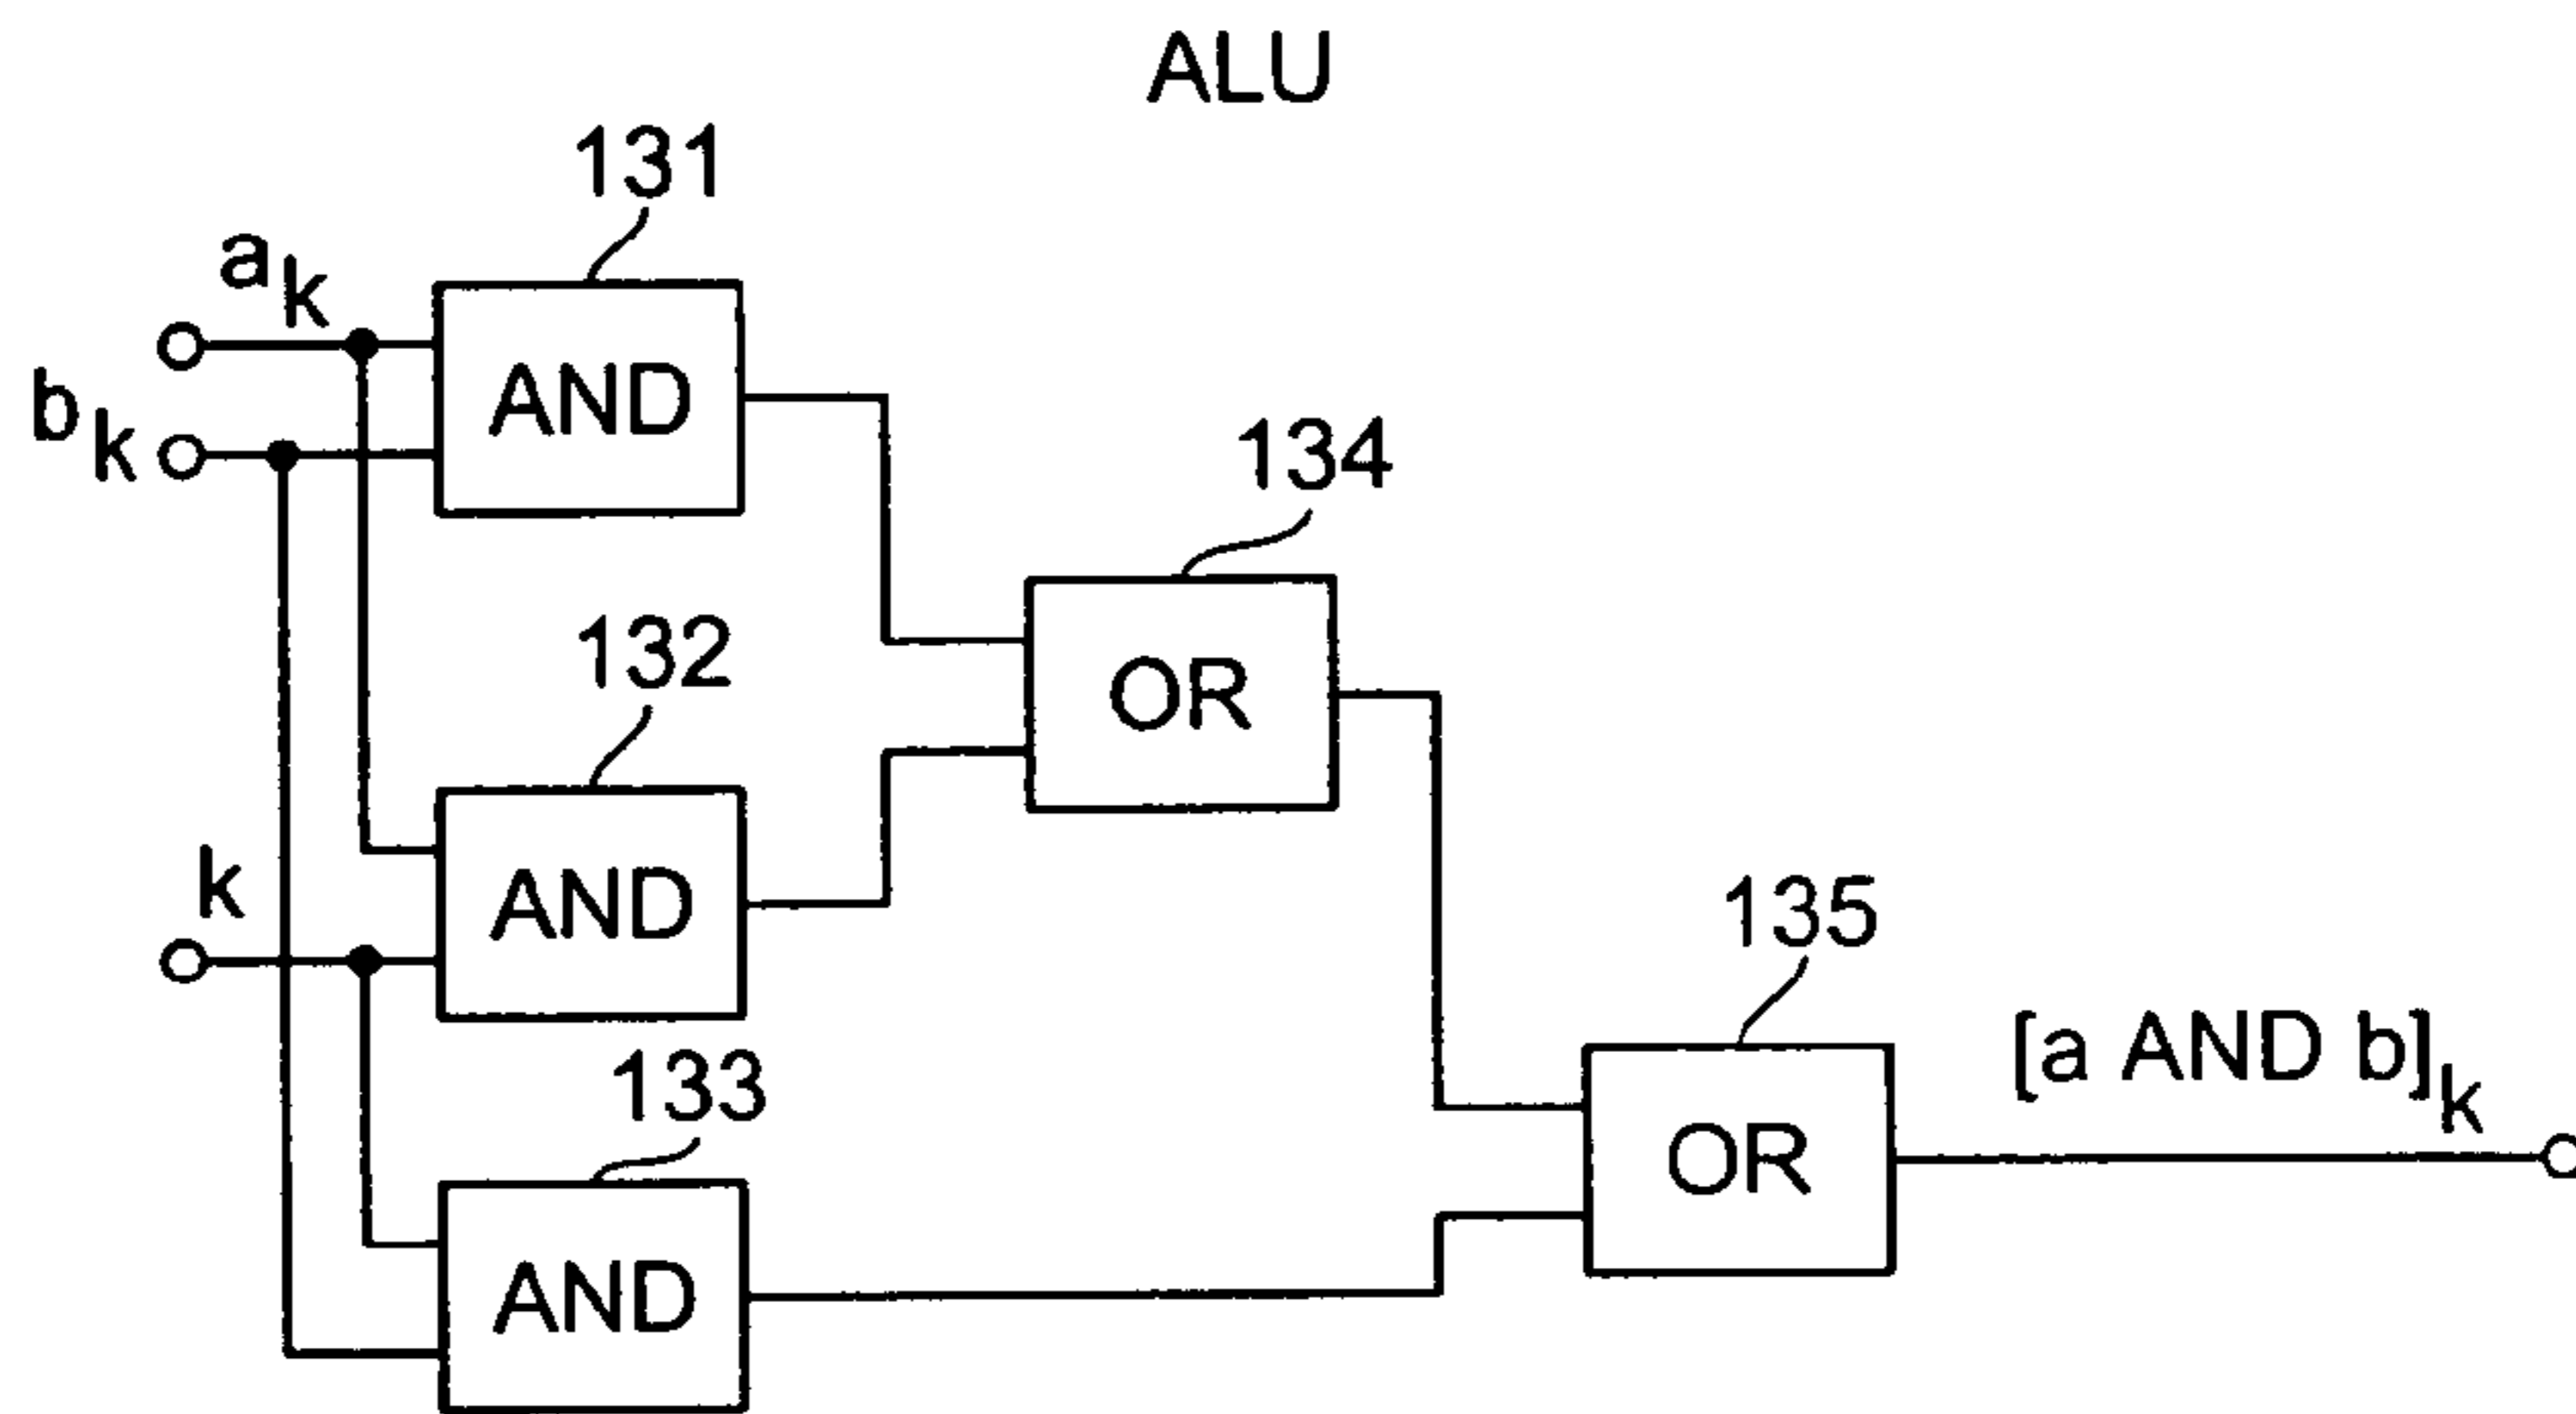 ALU
131
a k
b k
AND
134
132
OR
k
AND
135
133
[a AND b] k
OR
AND